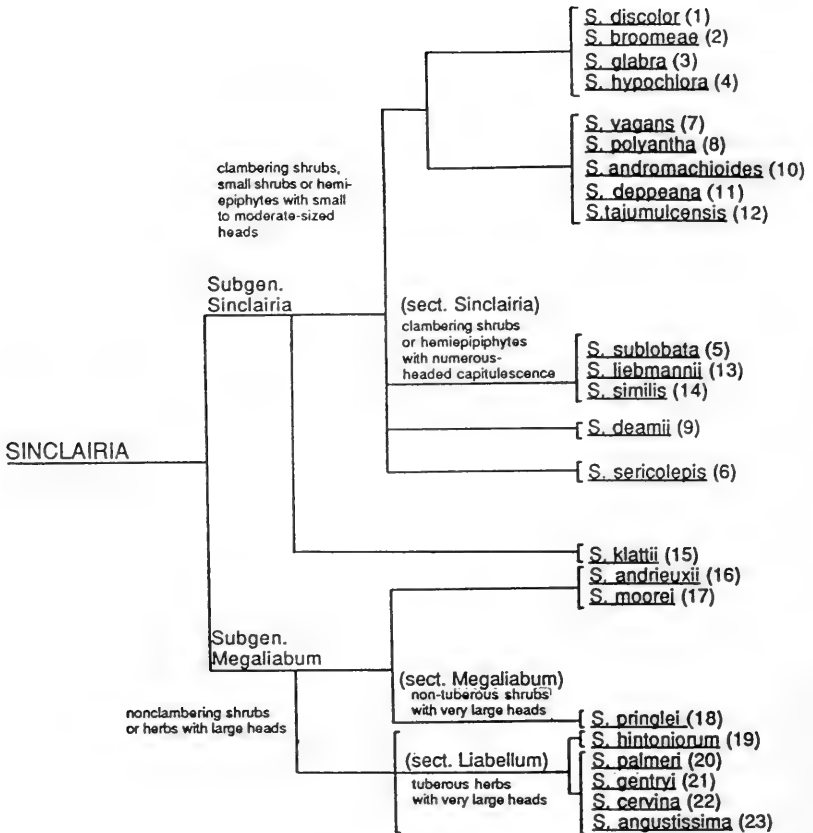 S. discolor (1)
S. broomeae (2)
S. glabra (3)
S. hypochlora (4)
S. vagans (7)
S. polyantha (8)
S. andromachioides (10)
S. deppeana (11)
S.tajumulcensis (12)
clambering shrubs,
small shrubs or hemi-
epiphytes with small
to moderate-sized
heads
Subgen.
Sinclairia
(sect. Sinclairia)
clambering shrubs
or hemiepipiphytes
with numerous-
headed capitulescence
S. sublobata (5)
S. liebmannii (13)
S. similis (14)
S. deamii (9)
SINCLAIRIA
S. sericolepis (6)
S. klattii (15)
S. andrieuxii (16)
S. moorei (17)
Subgen.
Megaliabum
(sect. Megaliabum)
non-tuberous shrubs
with very large heads
nonclambering shrubs
or herbs with large heads
S. pringlei (18)
S. hintoniorum (19)
(sect. Liabellum)
tuberous herbs
with very large heads
S. palmeri (20)
S. gentryi (21)
S. cervina (22)
S. angustissima (23)